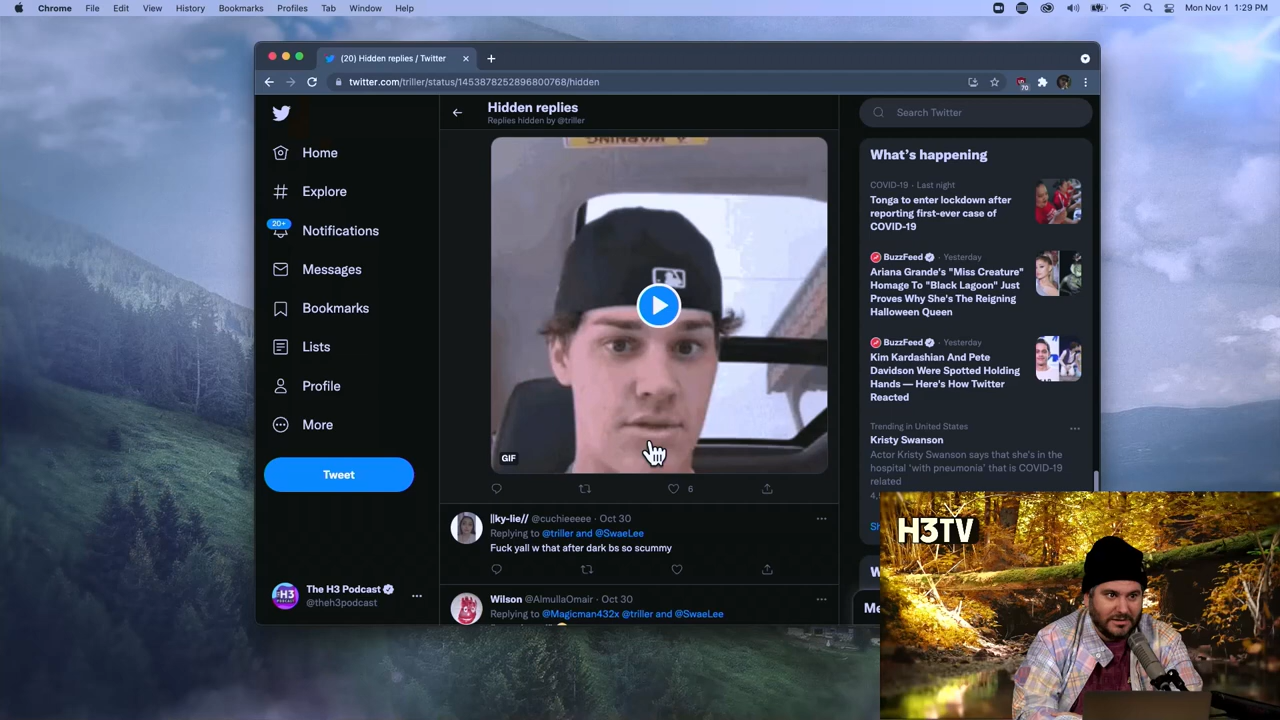 Chrome File Edit View History Bookmarks Profiles Tab Window Help
Mon Nov 1 1:29 PM
(20) Hidden replies / Twitter
twitter.com/triller/status/1453878252896800768/hidden
70
Home
Explore
20+
Notifications
Messages
Bookmarks
Lists
Profile
More
Tweet
The H3 Podcast
@theh3podcast
Hidden replies
Replies hidden by @triller
WARNING
GIF
6
||ky-lie// @cuchieeeee · Oct 30
Replying to @triller and @SwaeLee
Fuck yall w that after dark bs so scummy
Wilson @AlmullaOmair · Oct 30
Replying to @Magicman432x @triller and @SwaeLee
Search Twitter
What's happening
COVID-19 · Last night
Tonga to enter lockdown after
reporting first-ever case of
COVID-19
BuzzFeed · Yesterday
Ariana Grande's "Miss Creature"
Homage To "Black Lagoon" Just
Proves Why She's The Reigning
Halloween Queen
BuzzFeed · Yesterday
Kim Kardashian And Pete
Davidson Were Spotted Holding
Hands — Here's How Twitter
Reacted
Trending in United States
Kristy Swanson
Actor Kristy Swanson says that she's in the
hospital 'with pneumonia' that is COVID-19
related
H3TV